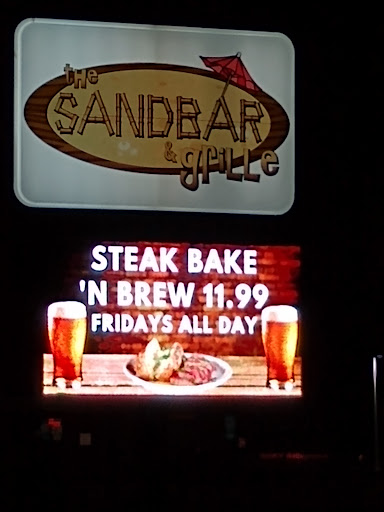 the
SANDBAR
& grille
STEAK BAKE
'N BREW 11.99
FRIDAYS ALL DAY